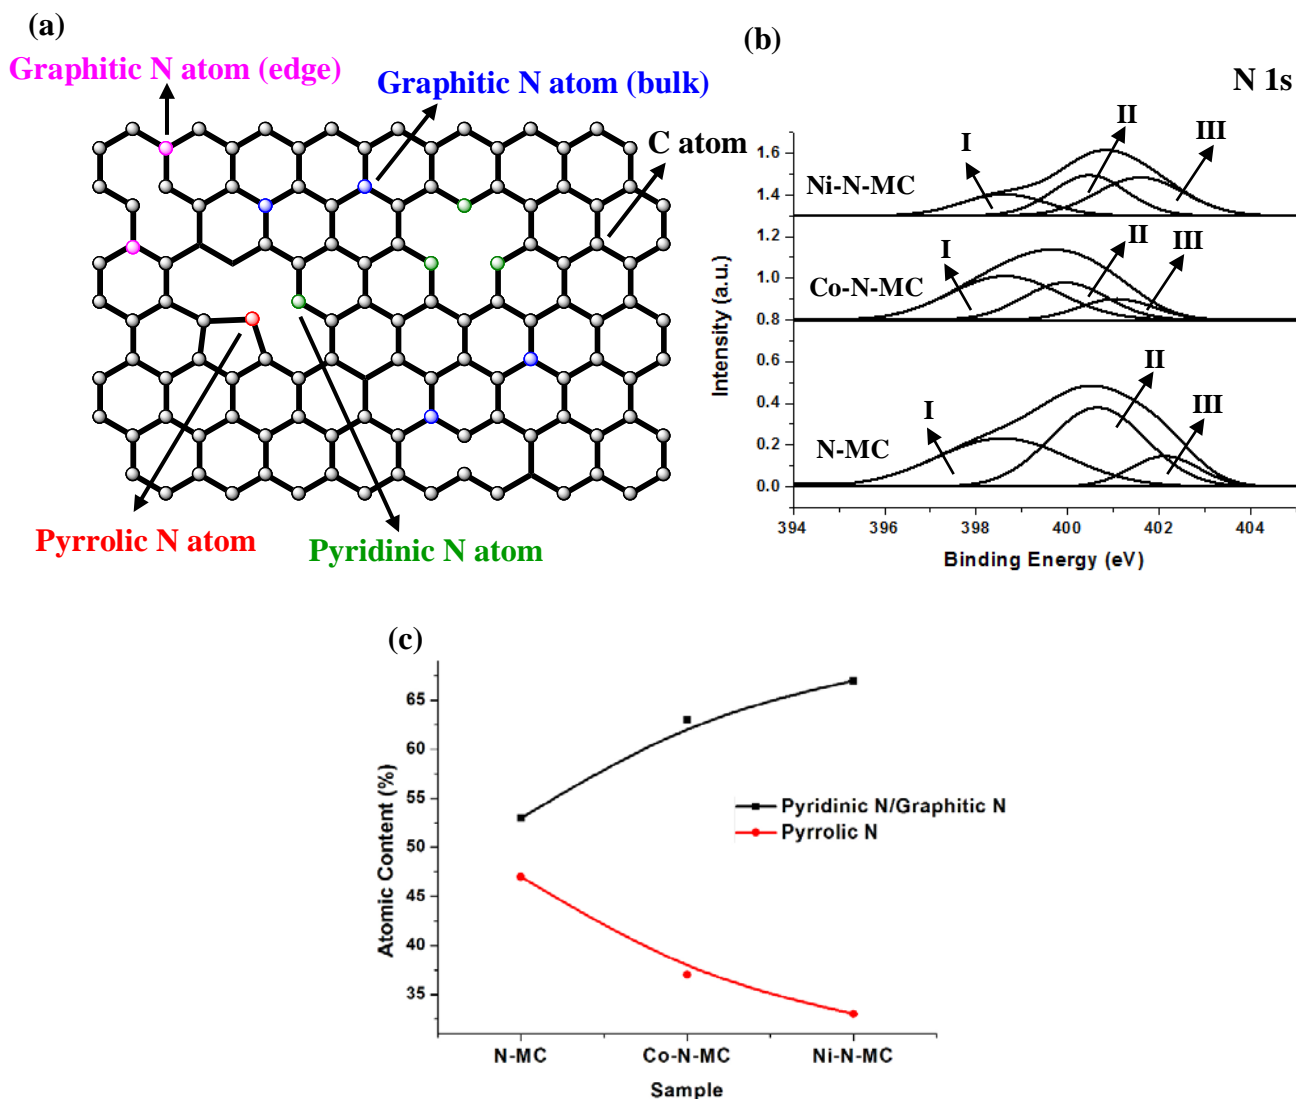 (a)
Graphitic N atom (edge)
Graphitic N atom (bulk)
C atom
Pyrrolic N atom
Pyridinic N atom
(b)
N 1s
Ni-N-MC
I
II
III
Co-N-MC
I
II
III
N-MC
I
II
III
1.6
1.4
1.2
1.0
0.8
0.6
0.4
0.2
0.0
Intensity (a.u.)
394 396 398 400 402 404
Binding Energy (eV)
(c)
65
60
55
50
45
40
35
Atomic Content (%)
Pyridinic N/Graphitic N
Pyrrolic N
N-MC Co-N-MC Ni-N-MC
Sample